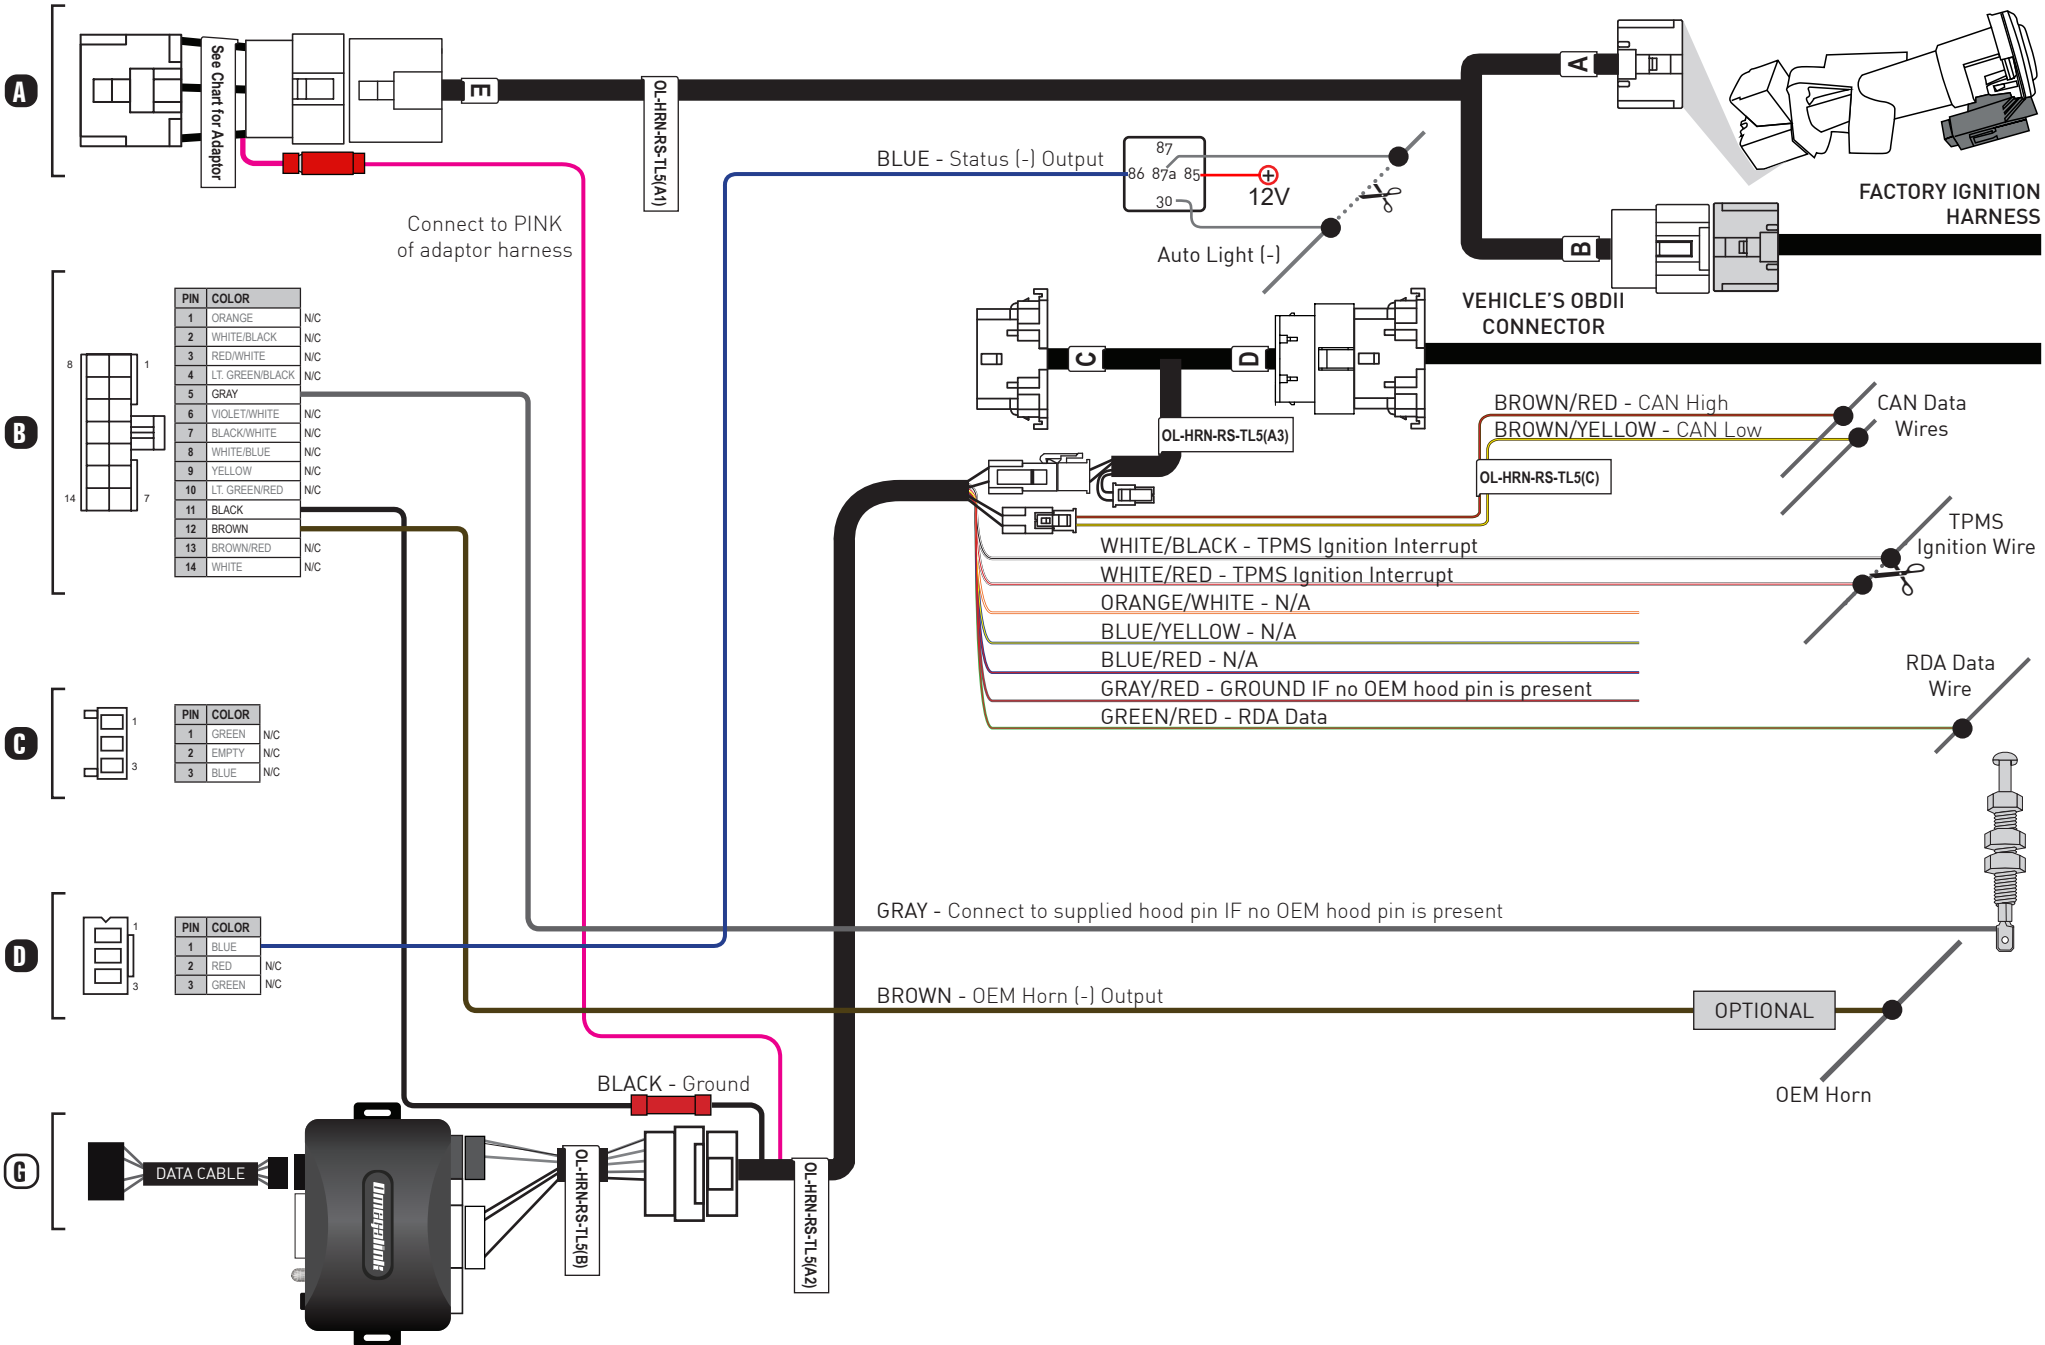 A
See Chart for Adaptor
E
OL-HRN-RS-TL5(A1)
A
B
FACTORY IGNITION
HARNESS
Connect to PINK
of adaptor harness
BLUE - Status (-) Output
87
86 87a 85
30
12V
Auto Light (-)
VEHICLE'S OBDII
CONNECTOR
C
D
OL-HRN-RS-TL5(A3)
BROWN/RED - CAN High
BROWN/YELLOW - CAN Low
CAN Data
Wires
OL-HRN-RS-TL5(C)
WHITE/BLACK - TPMS Ignition Interrupt
WHITE/RED - TPMS Ignition Interrupt
TPMS
Ignition Wire
ORANGE/WHITE - N/A
BLUE/YELLOW - N/A
BLUE/RED - N/A
GRAY/RED - GROUND IF no OEM hood pin is present
GREEN/RED - RDA Data
RDA Data
Wire
B
8 1
14 7
PIN COLOR
1 ORANGE N/C
2 WHITE/BLACK N/C
3 RED/WHITE N/C
4 LT. GREEN/BLACK N/C
5 GRAY
6 VIOLET/WHITE N/C
7 BLACK/WHITE N/C
8 WHITE/BLUE N/C
9 YELLOW N/C
10 LT. GREEN/RED N/C
11 BLACK
12 BROWN
13 BROWN/RED N/C
14 WHITE N/C
C
1
3
PIN COLOR
1 GREEN N/C
2 EMPTY N/C
3 BLUE N/C
D
1
3
PIN COLOR
1 BLUE
2 RED N/C
3 GREEN N/C
GRAY - Connect to supplied hood pin IF no OEM hood pin is present
BROWN - OEM Horn (-) Output
OPTIONAL
OEM Horn
BLACK - Ground
G
DATA CABLE
Omegalink
OL-HRN-RS-TL5(B)
OL-HRN-RS-TL5(A2)